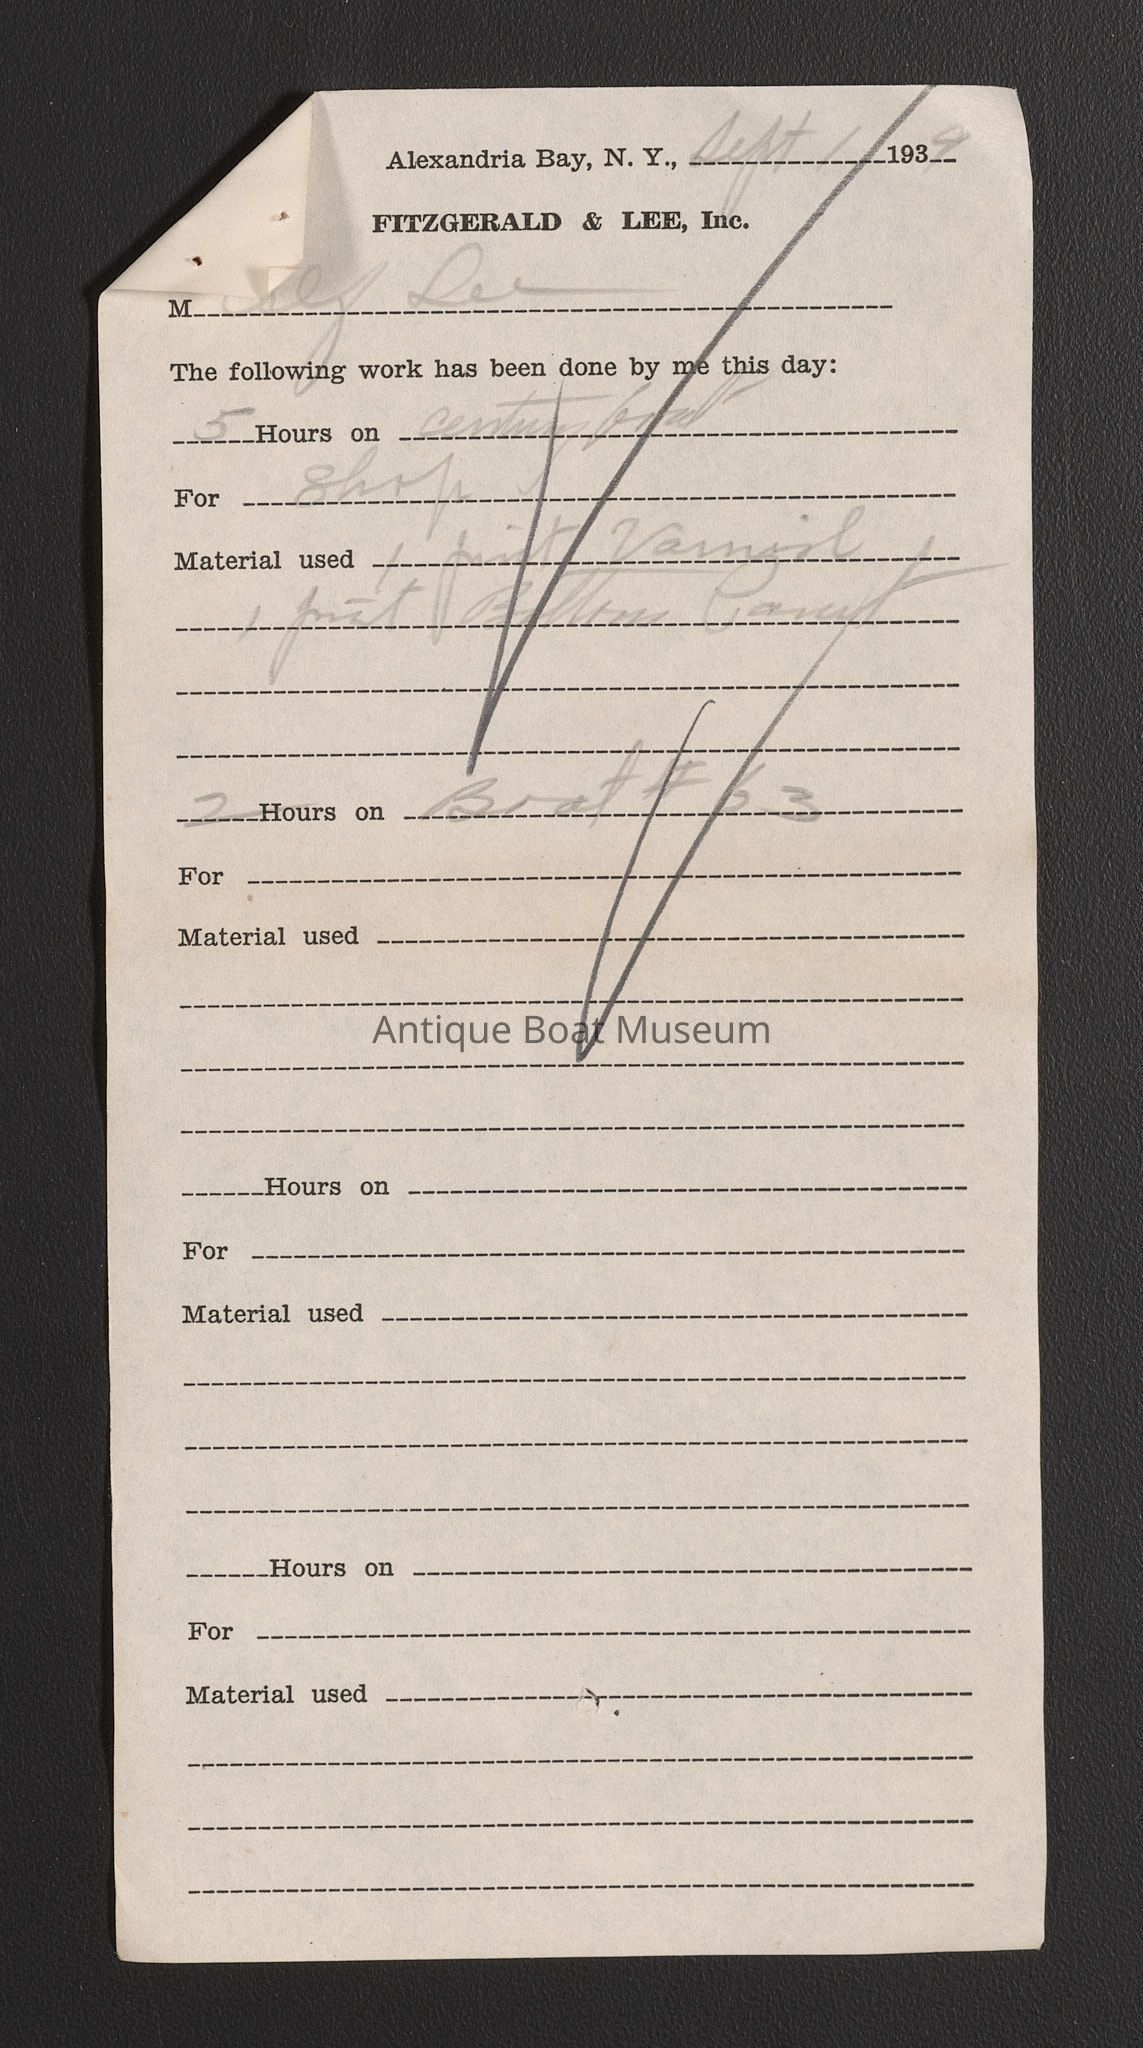 Alexandria Bay, N. Y., Sept 1 1939
FITZGERALD & LEE, Inc.
M Alf Lee
The following work has been done by me this day:
5 Hours on century boat
For Shop
Material used 1 pint Varnish
1 pint Bottom Paint
2 Hours on Boat # 63
For
Material used
Antique Boat Museum
Hours on
For
Material used
Hours on
For
Material used